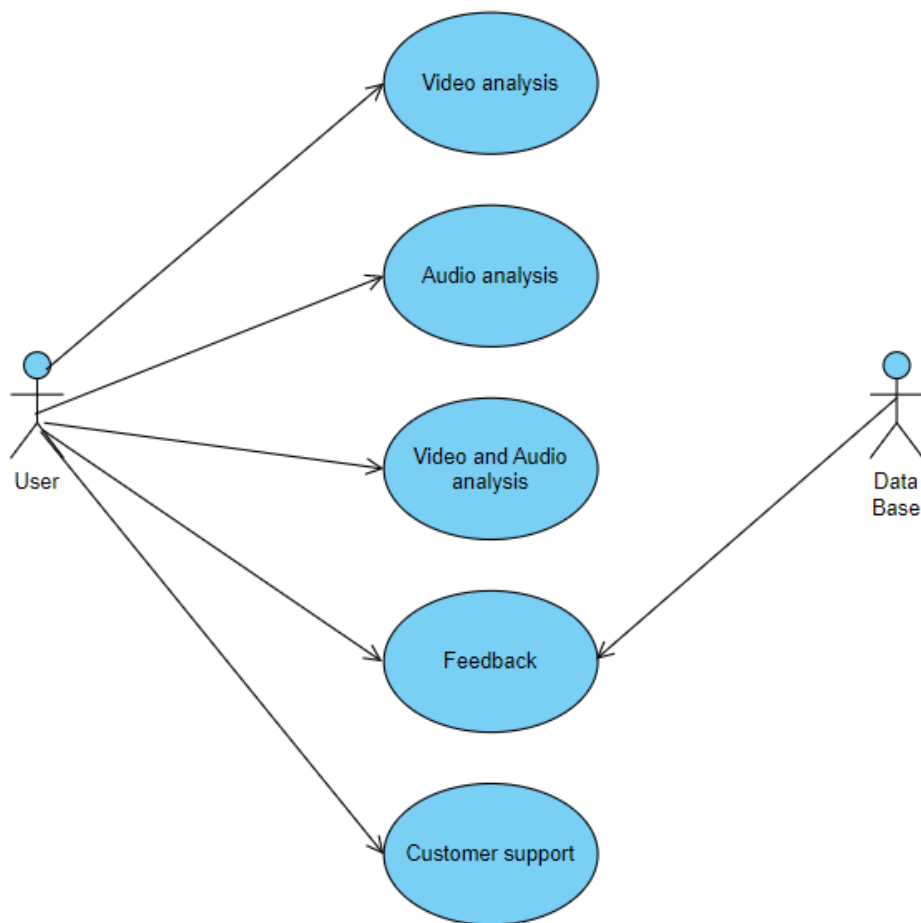 Video analysis
Audio analysis
Video and Audio
analysis
User
Data
Base
Feedback
Customer support